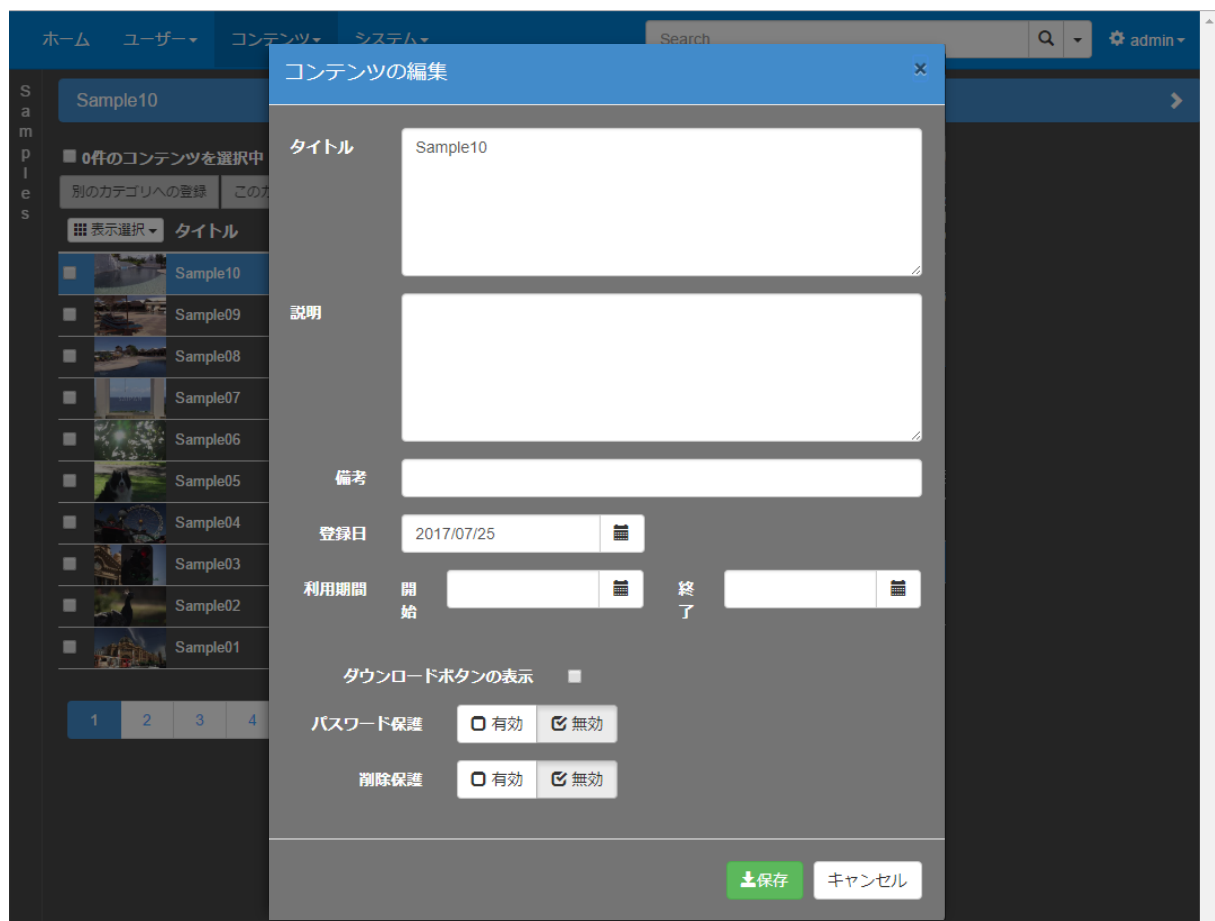 ホーム ユーザー コンテンツ システム Search admin
コンテンツの編集 ×
Samples
Sample10
0件のコンテンツを選択中
別のカテゴリへの登録 このカ
表示選択 タイトル
Sample10
Sample09
Sample08
Sample07
Sample06
Sample05
Sample04
Sample03
Sample02
Sample01
1 2 3 4
タイトル Sample10
説明
備考
登録日 2017/07/25
利用期間 開始 終了
ダウンロードボタンの表示
パスワード保護 有効 無効
削除保護 有効 無効
保存 キャンセル